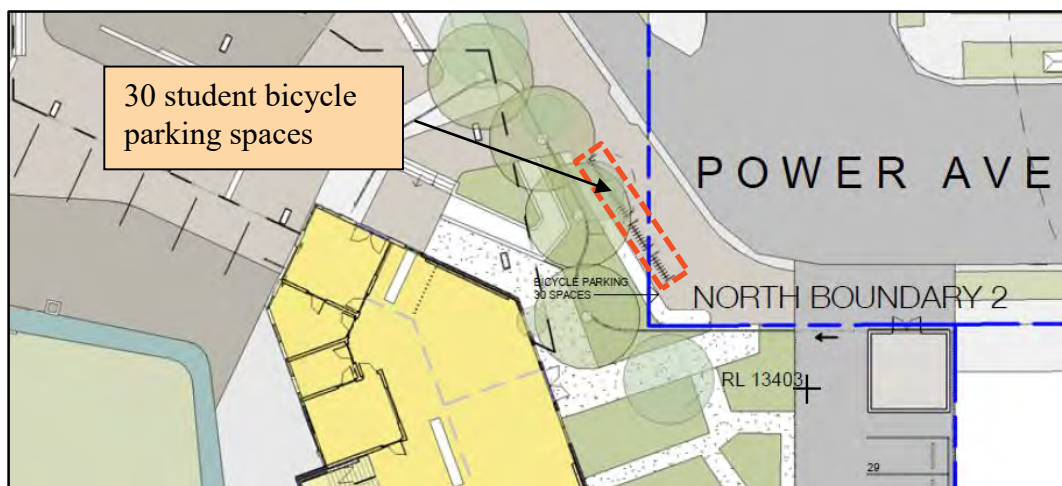 30 student bicycle
parking spaces
POWER AVE
BICYCLE PARKING
30 SPACES
NORTH BOUNDARY 2
RL 13403
29